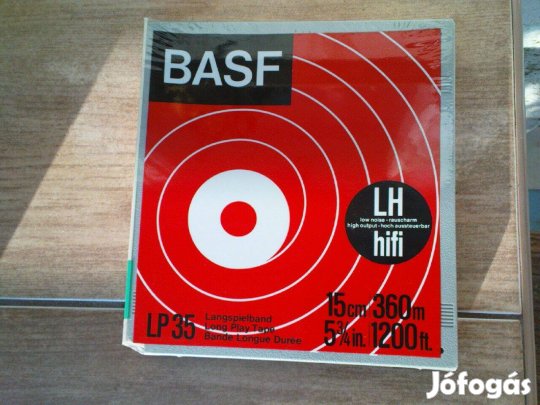 BASF
LH
low noise - rauscharm
high output - hoch aussteuerbar
hifi
LP 35
Langspielband
Long Play Tape
Bande Longue Durée
15 cm 360 m
5¾ in. 1200 ft.
Jófogás